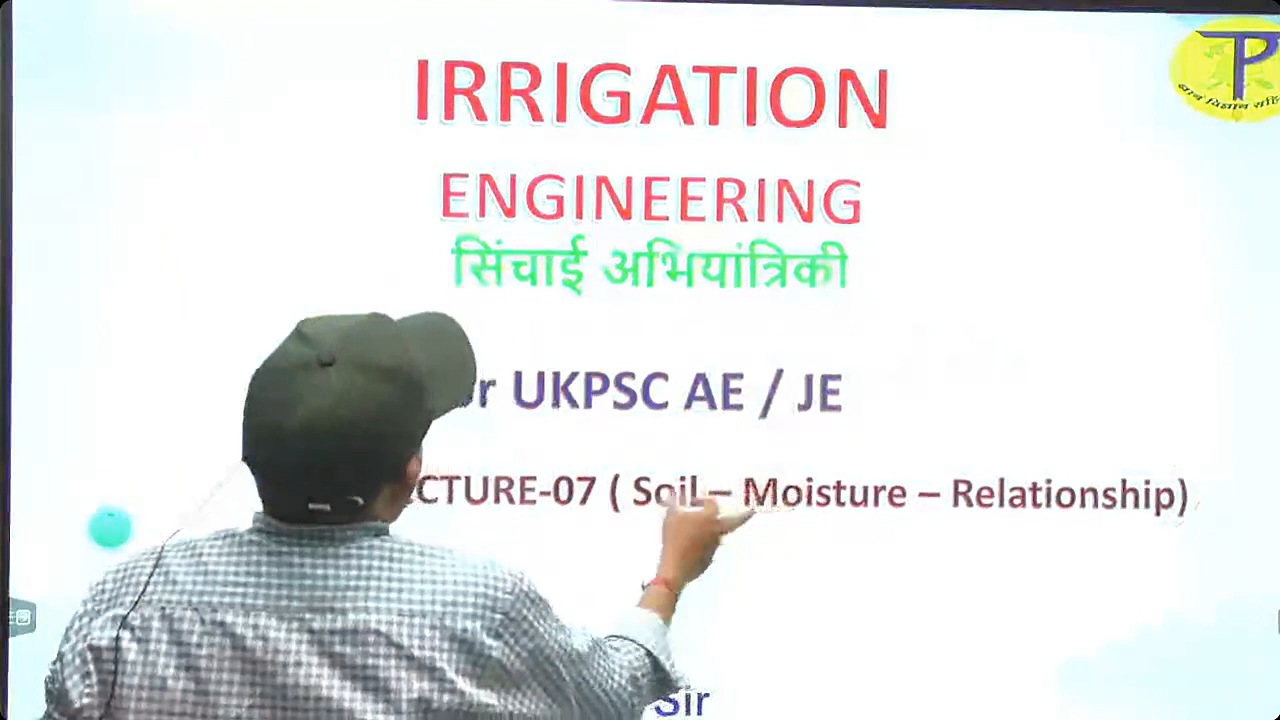 IRRIGATION
ENGINEERING
सिंचाई अभियांत्रिकी
r UKPSC AE / JE
CTURE-07 ( Soil – Moisture – Relationship)
Sir